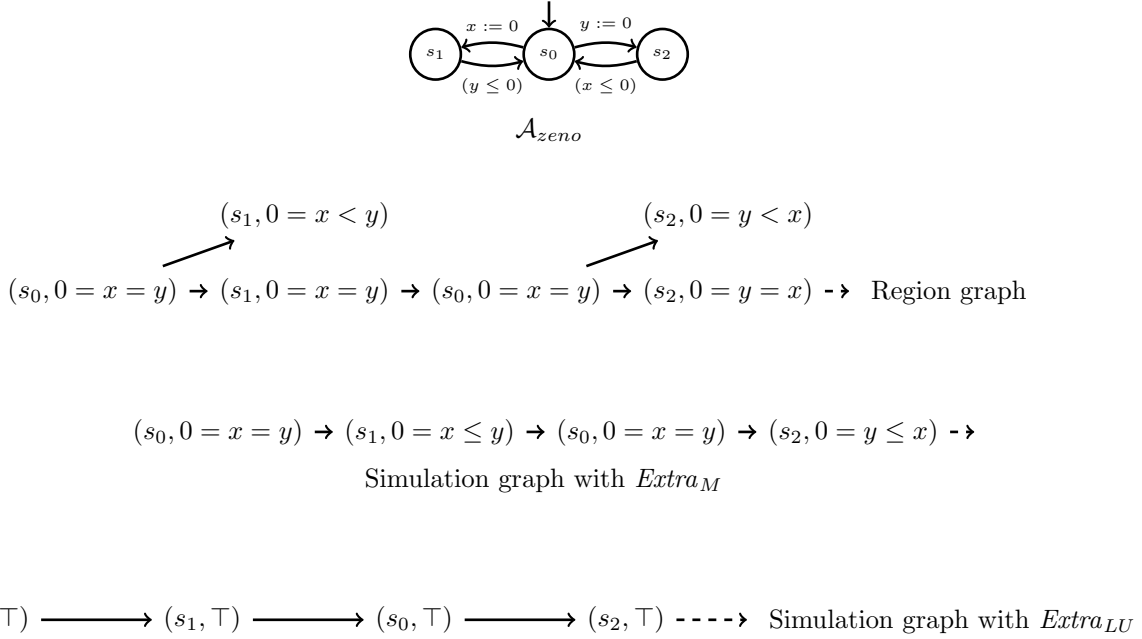 x := 0 y := 0
s₁ s₀ s₂
(y ≤ 0) (x ≤ 0)
𝒜zeno
(s₁, 0 = x < y) (s₂, 0 = y < x)
(s₀, 0 = x = y) → (s₁, 0 = x = y) → (s₀, 0 = x = y) → (s₂, 0 = y = x) ⇢ Region graph
(s₀, 0 = x = y) → (s₁, 0 = x ≤ y) → (s₀, 0 = x = y) → (s₂, 0 = y ≤ x) ⇢
Simulation graph with Extra_M
⊤) → (s₁, ⊤) → (s₀, ⊤) → (s₂, ⊤) ⇢ Simulation graph with Extra_LU